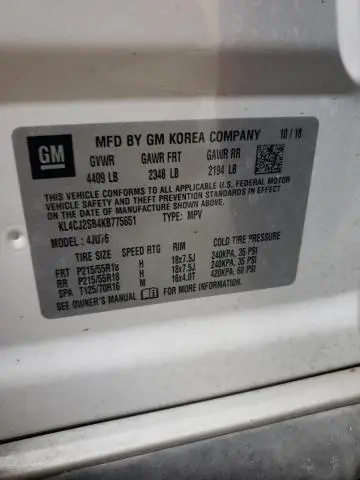 GM
MFD BY GM KOREA COMPANY 10/18
GVWR GAWR FRT GAWR RR
4409 LB 2348 LB 2194 LB
THIS VEHICLE CONFORMS TO ALL APPLICABLE U.S. FEDERAL MOTOR
VEHICLE SAFETY AND THEFT PREVENTION STANDARDS IN EFFECT ON
THE DATE OF MANUFACTURE SHOWN ABOVE.
KL4CJ2SB4KB775651 TYPE: MPV
MODEL: 4JU76
TIRE SIZE SPEED RTG RIM COLD TIRE PRESSURE
FRT P215/55R18 H 18x7.5J 240KPA, 35 PSI
RR P215/55R18 H 18x7.5J 240KPA, 35 PSI
SPA T125/70R16 M 16x4.0T 420KPA, 60 PSI
SEE OWNER'S MANUAL FOR MORE INFORMATION.